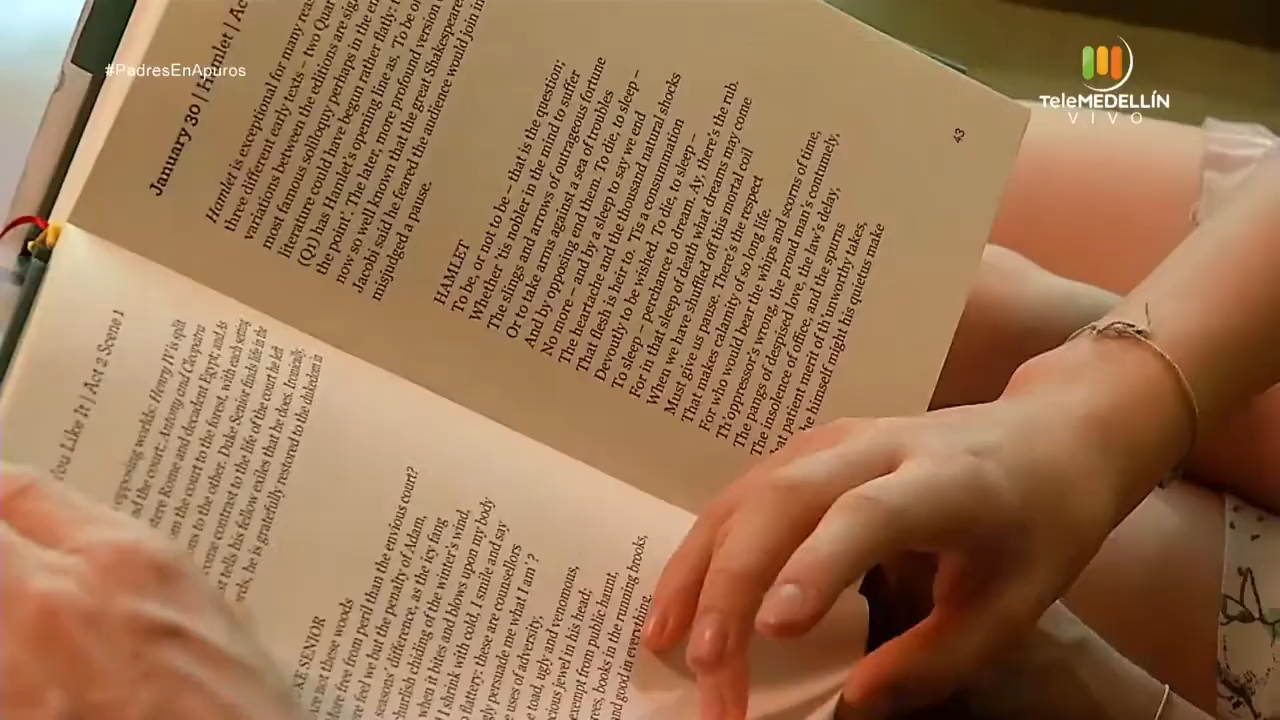 #PadresEnApuros
TeleMEDELLÍN
VIVO
You Like It | Act 2 Scene 1
opposing works: Henry IV is split
the court: Antony and Cleopatra
Rome and decadent Egypt; and As
the court to the forest, with each setting
to the other. Duke Senior finds life in the
contrast to the life of the court he left
tells, his fellow exiles that he does. Ironically,
he is gratefully restored to the dukedom in
SENIOR
Are not these woods
More free from peril than the envious court?
feel we but the penalty of Adam,
seasons' difference, as the icy fang
churlish chiding of the winter's wind,
when it bites and blows upon my body
I shrink with cold, I smile and say
flattery: these are counsellors
persuade me what I am'?
uses of adversity,
toad, ugly and venomous,
jewel in his head;
exempt from public haunt,
books in the running brooks,
and good in everything.
January 30 | Hamlet |
Hamlet is exceptional for many
three different early texts – two
variations between the editions are
most famous soliloquy perhaps in the
literature could have begun rather flatly:
(Q1) has Hamlet's opening line as, 'To be,
the point'. The later, more profound version
now so well known that the great Shakespearean
Jacobi said he feared the audience would join in
misjudged a pause.
HAMLET
To be, or not to be – that is the question;
Whether 'tis nobler in the mind to suffer
The slings and arrows of outrageous fortune
Or to take arms against a sea of troubles
And by opposing end them. To die, to sleep –
No more – and by a sleep to say we end
The heartache and the thousand natural shocks
That flesh is heir to. 'Tis a consummation
Devoutly to be wished. To die, to sleep –
To sleep – perchance to dream. Ay, there's the rub.
For in that sleep of death what dreams may come
When we have shuffled off this mortal coil
Must give us pause. There's the respect
That makes calamity of so long life.
For who would bear the whips and scorns of time,
Th'oppressor's wrong, the proud man's contumely,
The pangs of despised love, the law's delay,
The insolence of office, and the spurns
patient merit of th'unworthy takes,
he himself might his quietus make
43